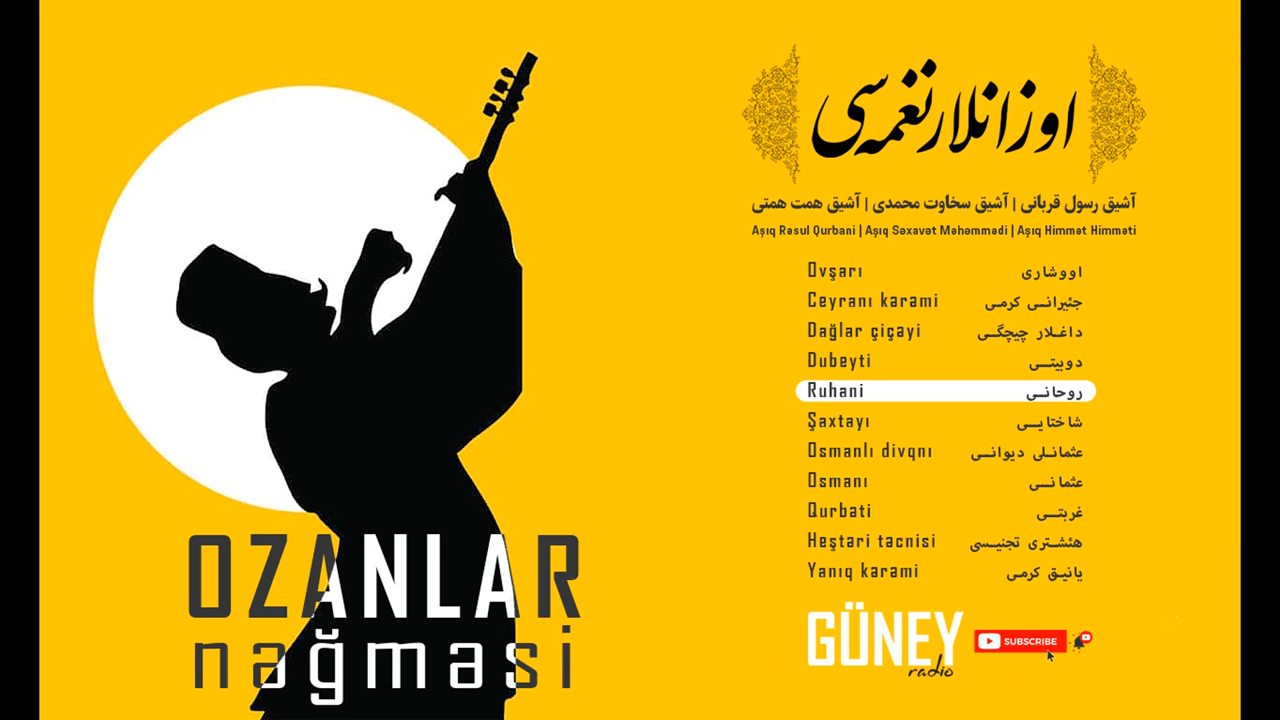 OZANLAR
nağməsi
اوزانلار نغمه‌سی
آشیق رسول قربانی | آشیق سخاوت محمدی | آشیق همت همتی
Aşıq Rəsul Qurbani | Aşıq Səxavət Məhəmmədi | Aşıq Himmət Himməti
Ovşarı اووشاری
Ceyranı karami جئیرانی کرمی
Dağlar çiçayi داغلار چیچگی
Dubeyti دوبیتی
Ruhani روحانی
Şaxtayı شاختایی
Osmanlı divqnı عثمانلی دیوانی
Osmanı عثمانی
Qurbati غربتی
Heştari tacnisi هئشتری تجنیسی
Yanıq karami یانیق کرمی
GÜNEY
radio
SUBSCRIBE